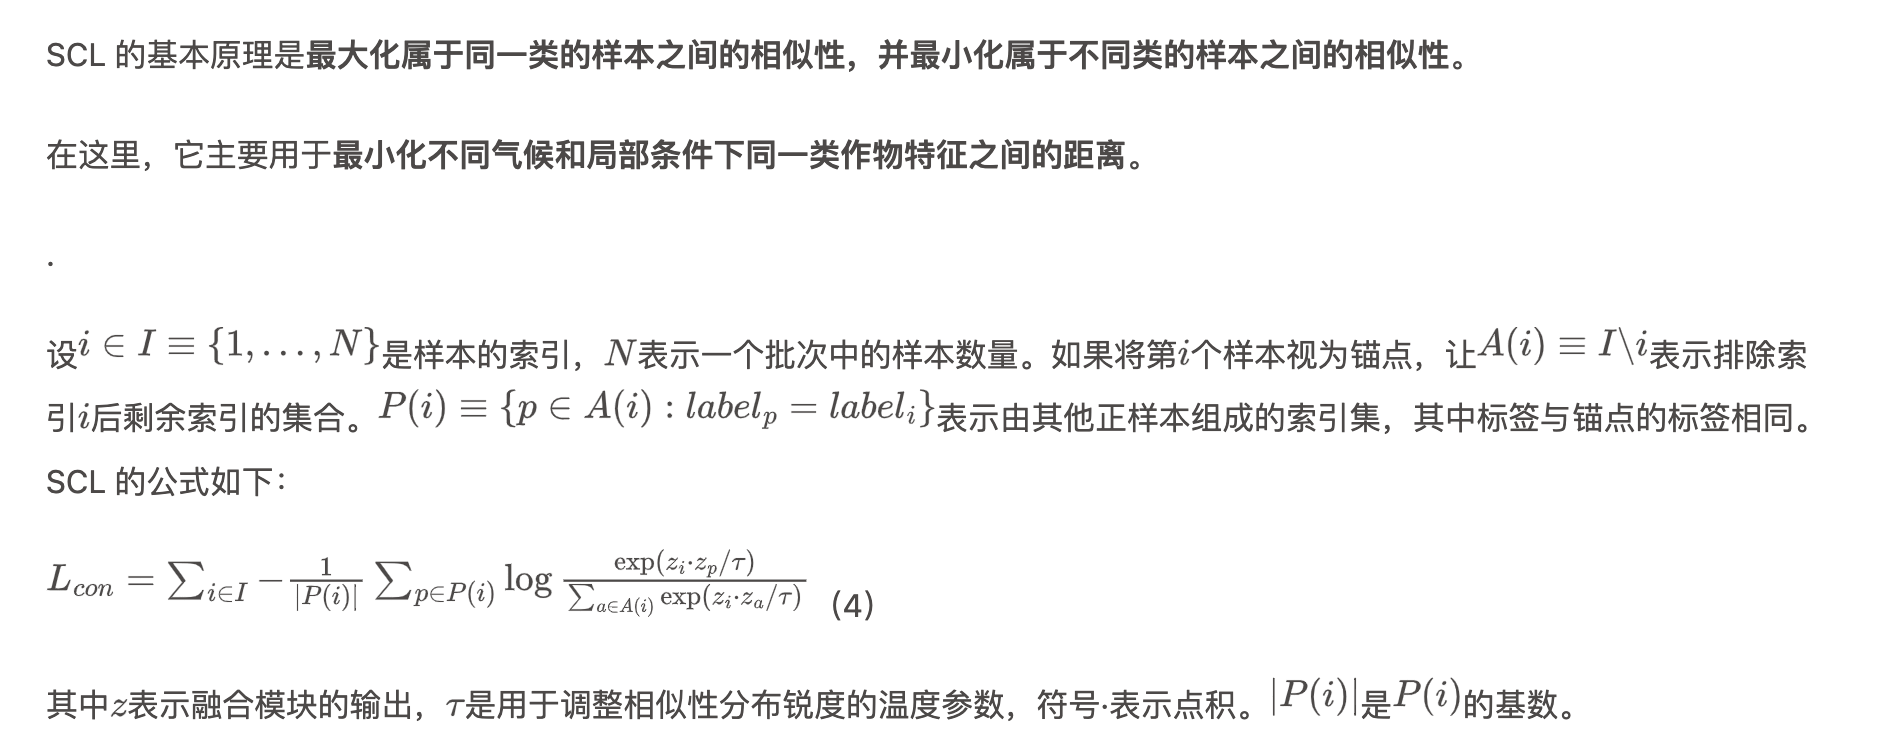 SCL 的基本原理是最大化属于同一类的样本之间的相似性，并最小化属于不同类的样本之间的相似性。
在这里，它主要用于最小化不同气候和局部条件下同一类作物特征之间的距离。
.
设$i \in I \equiv \{1, \ldots, N\}$是样本的索引，$N$表示一个批次中的样本数量。如果将第$i$个样本视为锚点，让$A(i) \equiv I \backslash i$表示排除索
引$i$后剩余索引的集合。$P(i) \equiv \{p \in A(i) : label_p = label_i\}$表示由其他正样本组成的索引集，其中标签与锚点的标签相同。
SCL 的公式如下：
$L_{con} = \sum_{i \in I} - \frac{1}{|P(i)|} \sum_{p \in P(i)} \log \frac{\exp(z_i \cdot z_p / \tau)}{\sum_{a \in A(i)} \exp(z_i \cdot z_a / \tau)}$ (4)
其中$z$表示融合模块的输出，$\tau$是用于调整相似性分布锐度的温度参数，符号·表示点积。$|P(i)|$是$P(i)$的基数。